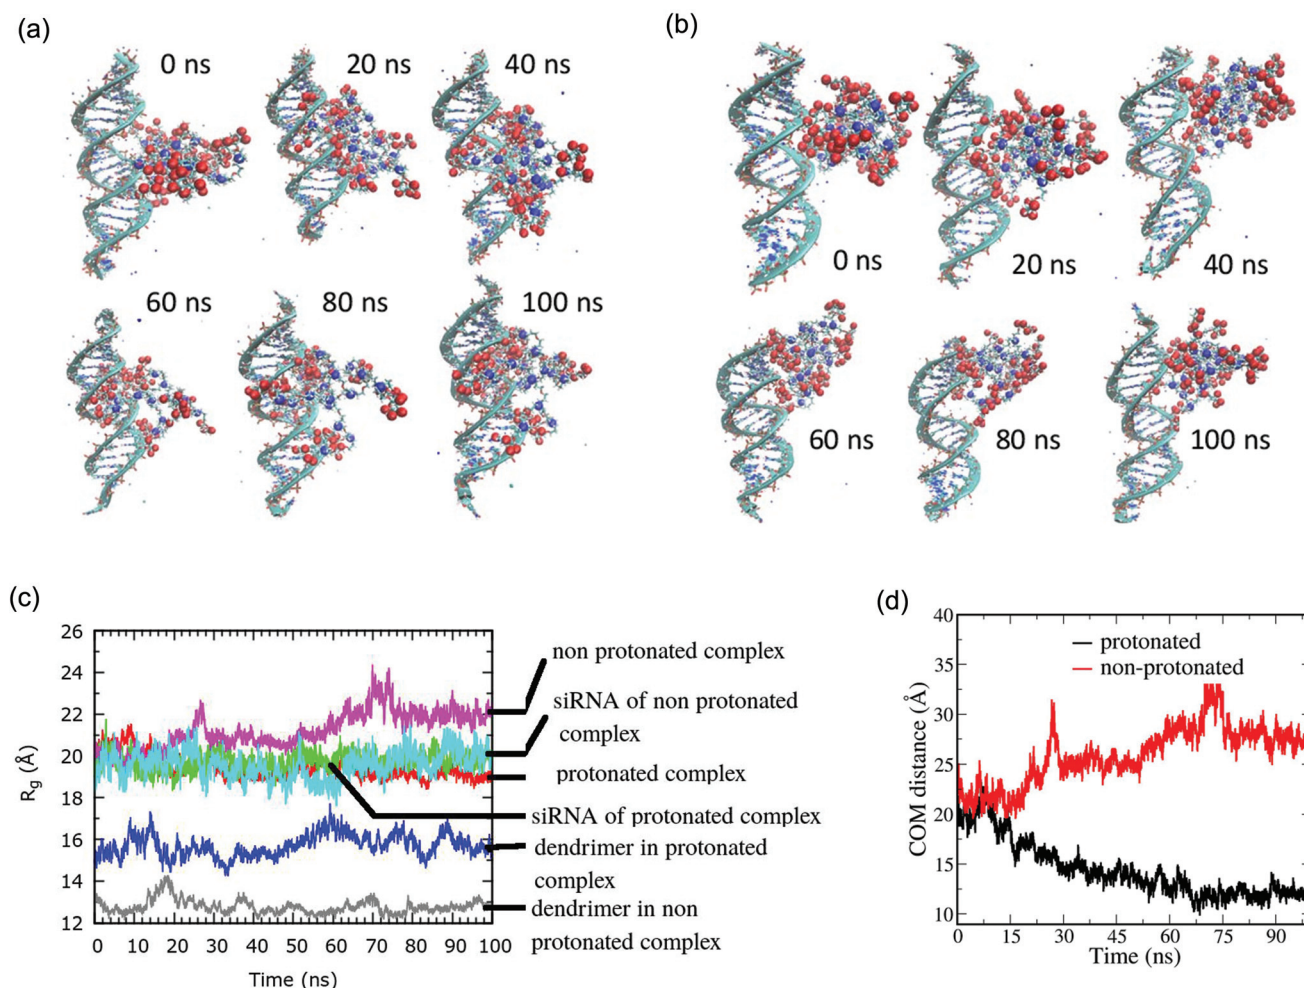 (a)
0 ns
20 ns
40 ns
60 ns
80 ns
100 ns
(b)
0 ns
20 ns
40 ns
60 ns
80 ns
100 ns
(c)
26
24
22
20
18
16
14
12
Rg (Å)
0 10 20 30 40 50 60 70 80 90 100
Time (ns)
non protonated complex
siRNA of non protonated
complex
protonated complex
siRNA of protonated complex
dendrimer in protonated
complex
dendrimer in non
protonated complex
(d)
40
35
30
25
20
15
10
COM distance (Å)
protonated
non-protonated
0 15 30 45 60 75 90
Time (ns)